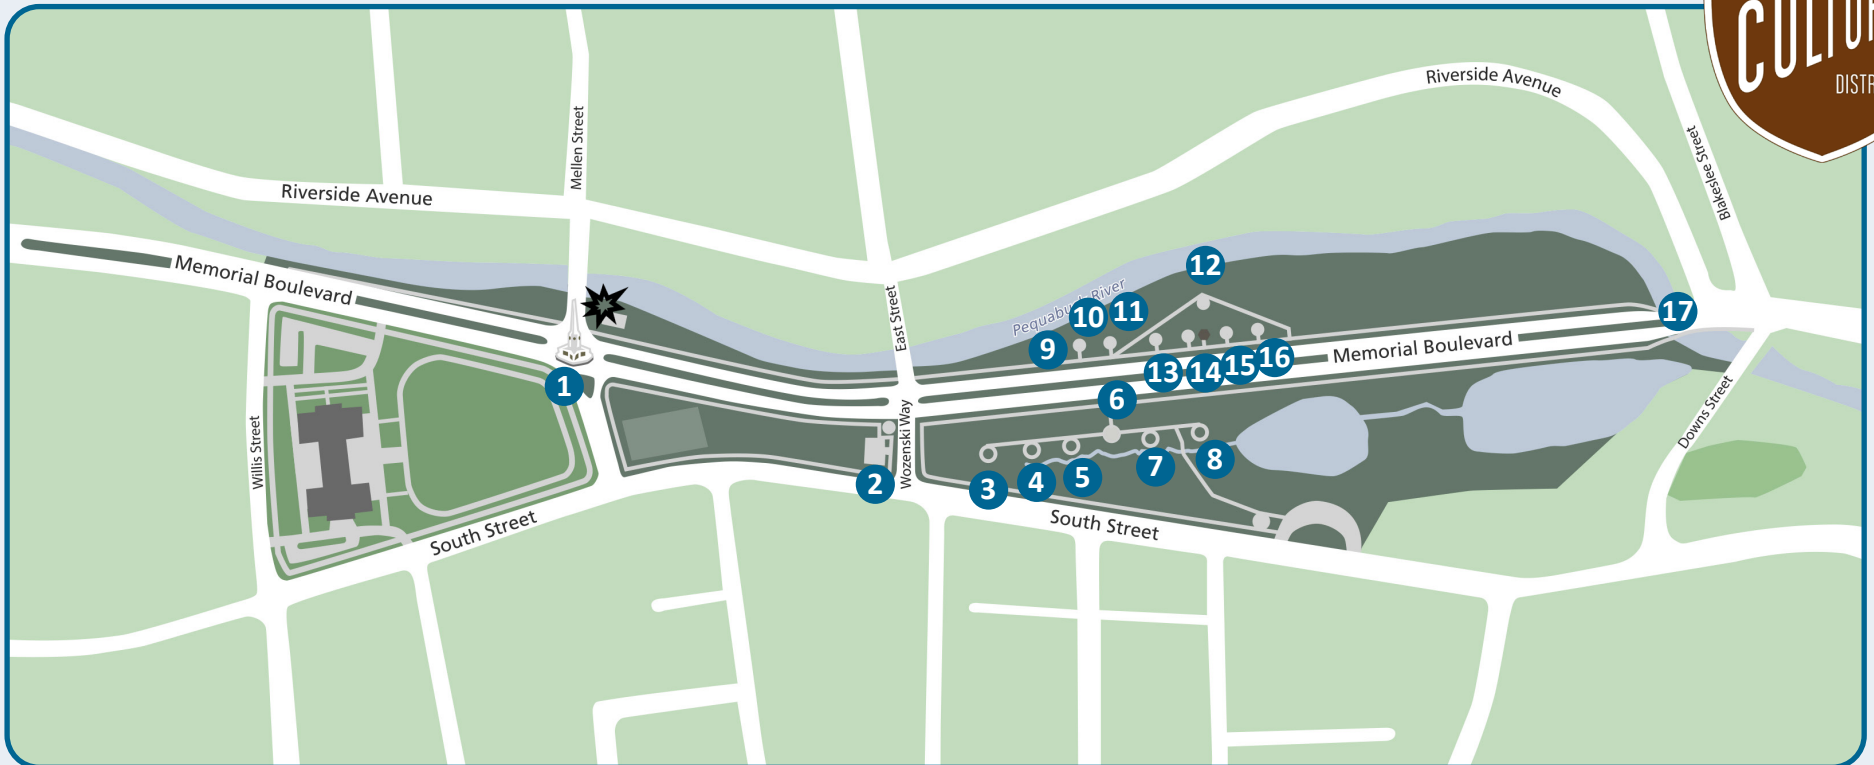 CULTU
DISTR
Riverside Avenue
Blakeslee Street
Mellen Street
Riverside Avenue
Memorial Boulevard
East Street
Pequabuck River
12
10
11
17
9
13
14
15
16
Memorial Boulevard
1
6
Willis Street
Wozenski Way
Downs Street
2
3
4
5
7
8
South Street
South Street